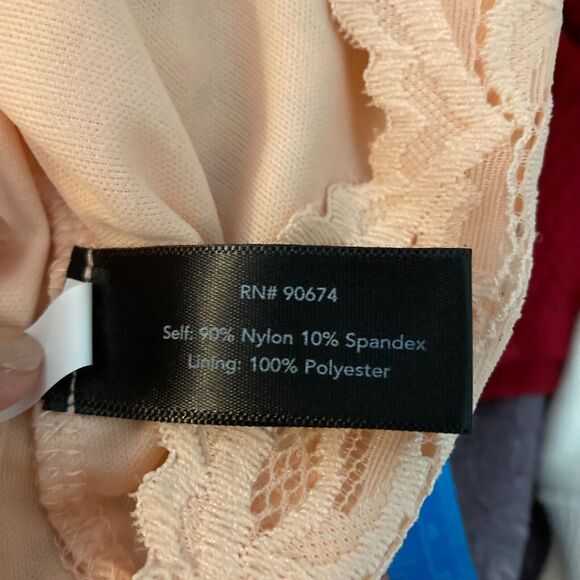 RN# 90674
Self: 90% Nylon 10% Spandex
Lining: 100% Polyester